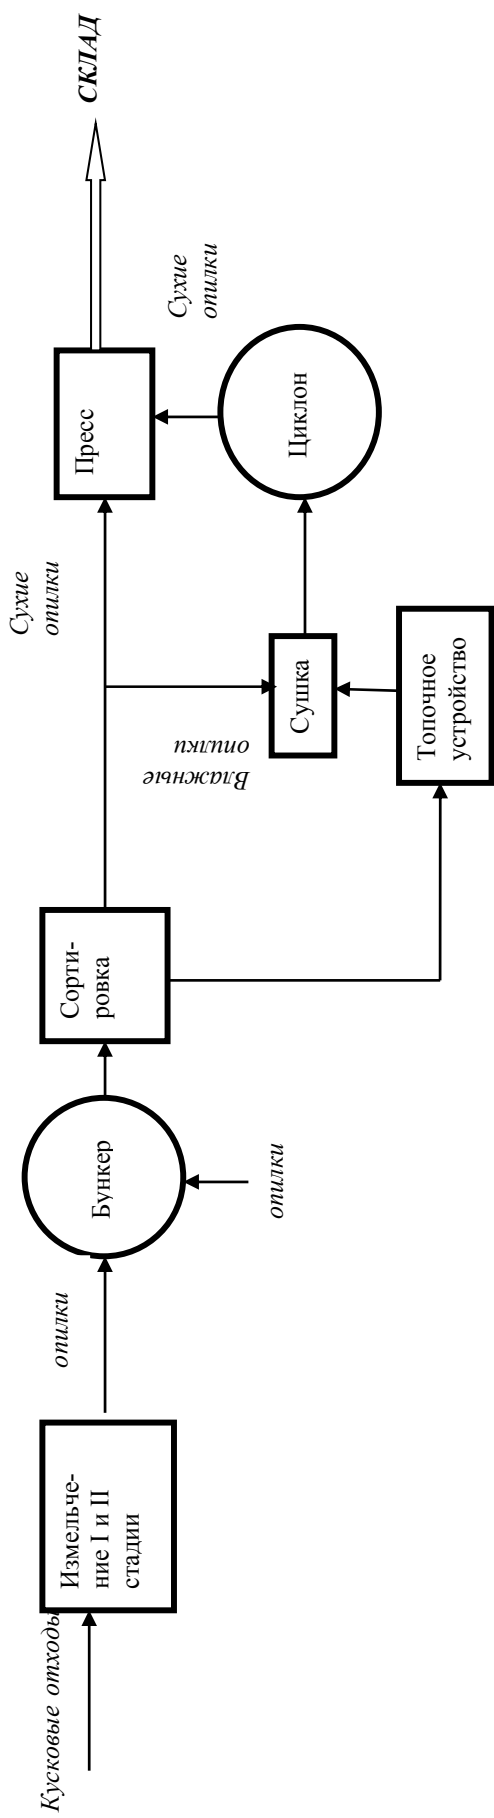 Кусковые отходы
Измельче-
ние I и II
стадии
опилки
Бункер
опилки
Сорти-
ровка
Влажные
опилки
Сухие
опилки
Сушка
Топочное
устройство
Циклон
Сухие
опилки
Пресс
СКЛАД